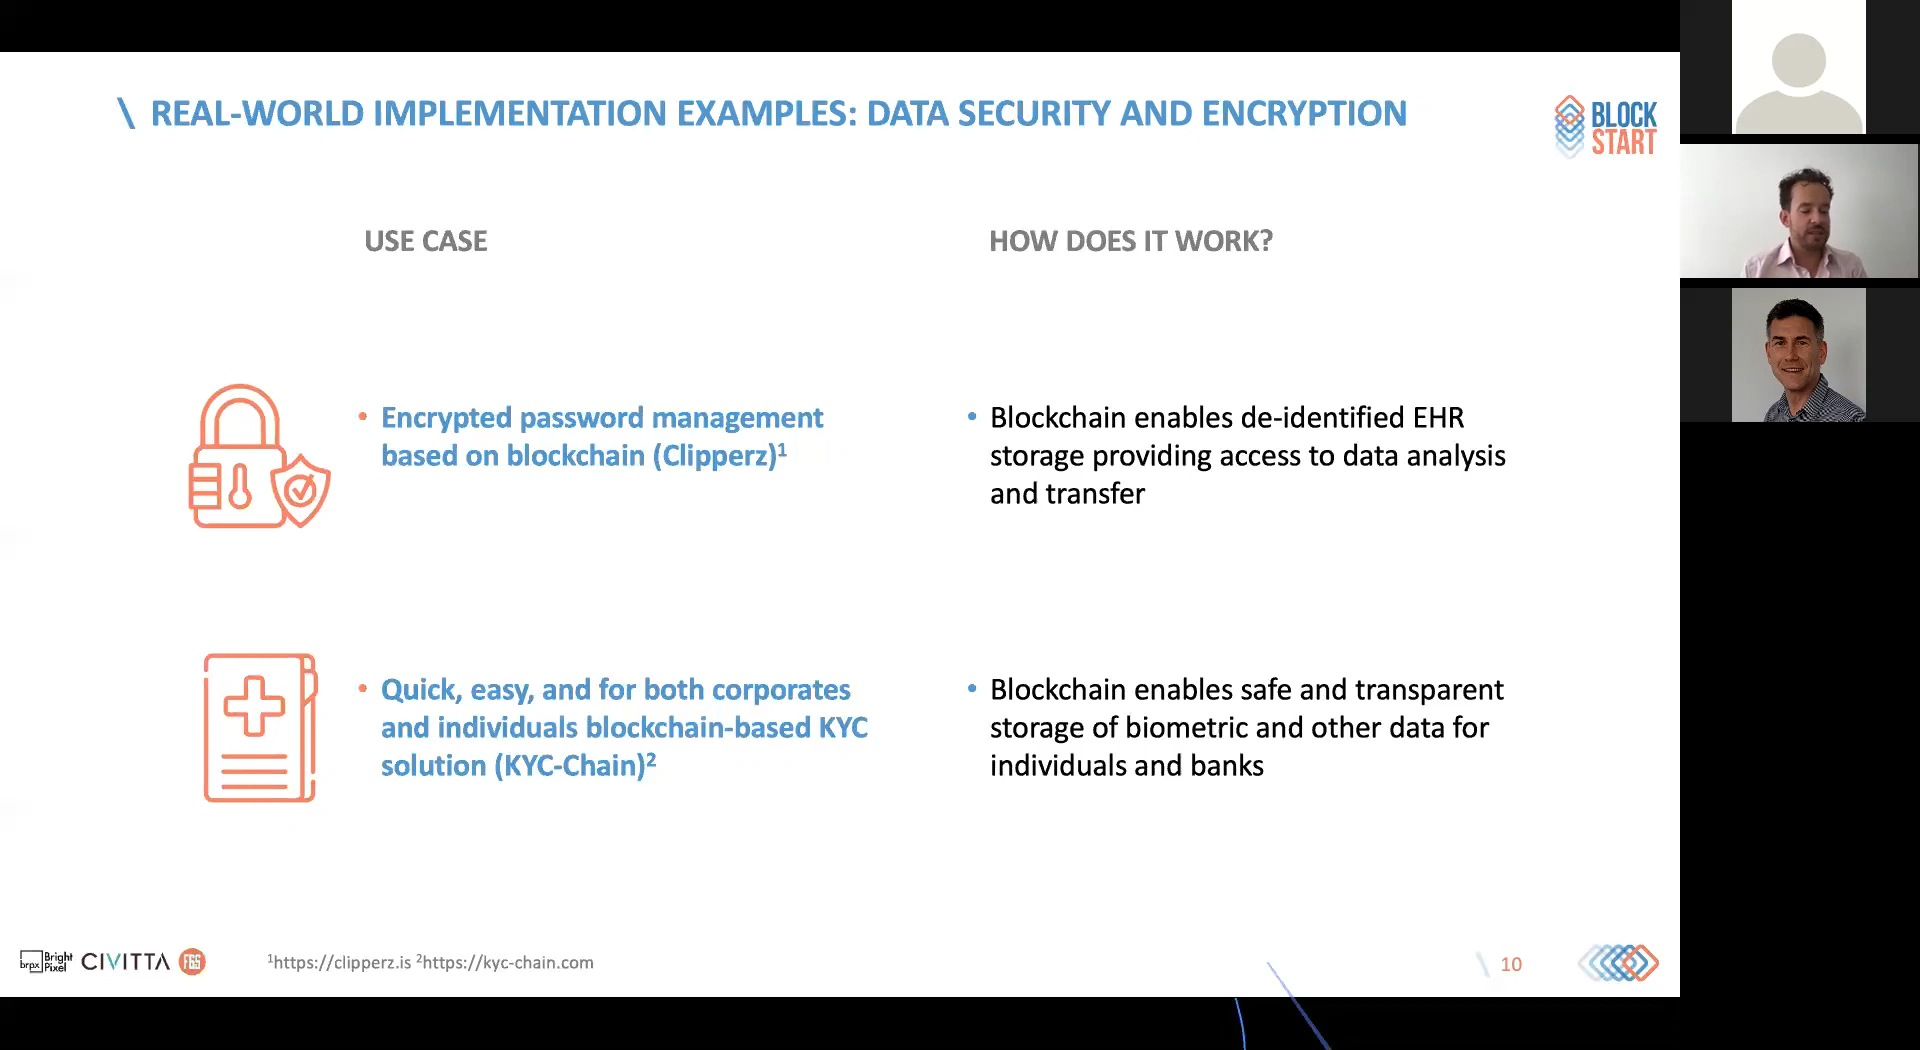 \ REAL-WORLD IMPLEMENTATION EXAMPLES: DATA SECURITY AND ENCRYPTION
BLOCK
START
USE CASE
HOW DOES IT WORK?
• Encrypted password management
based on blockchain (Clipperz)¹
• Blockchain enables de-identified EHR
storage providing access to data analysis
and transfer
• Quick, easy, and for both corporates
and individuals blockchain-based KYC
solution (KYC-Chain)²
• Blockchain enables safe and transparent
storage of biometric and other data for
individuals and banks
brpx Bright
Pixel
CIVITTA
F6S
¹https://clipperz.is ²https://kyc-chain.com
\ 10